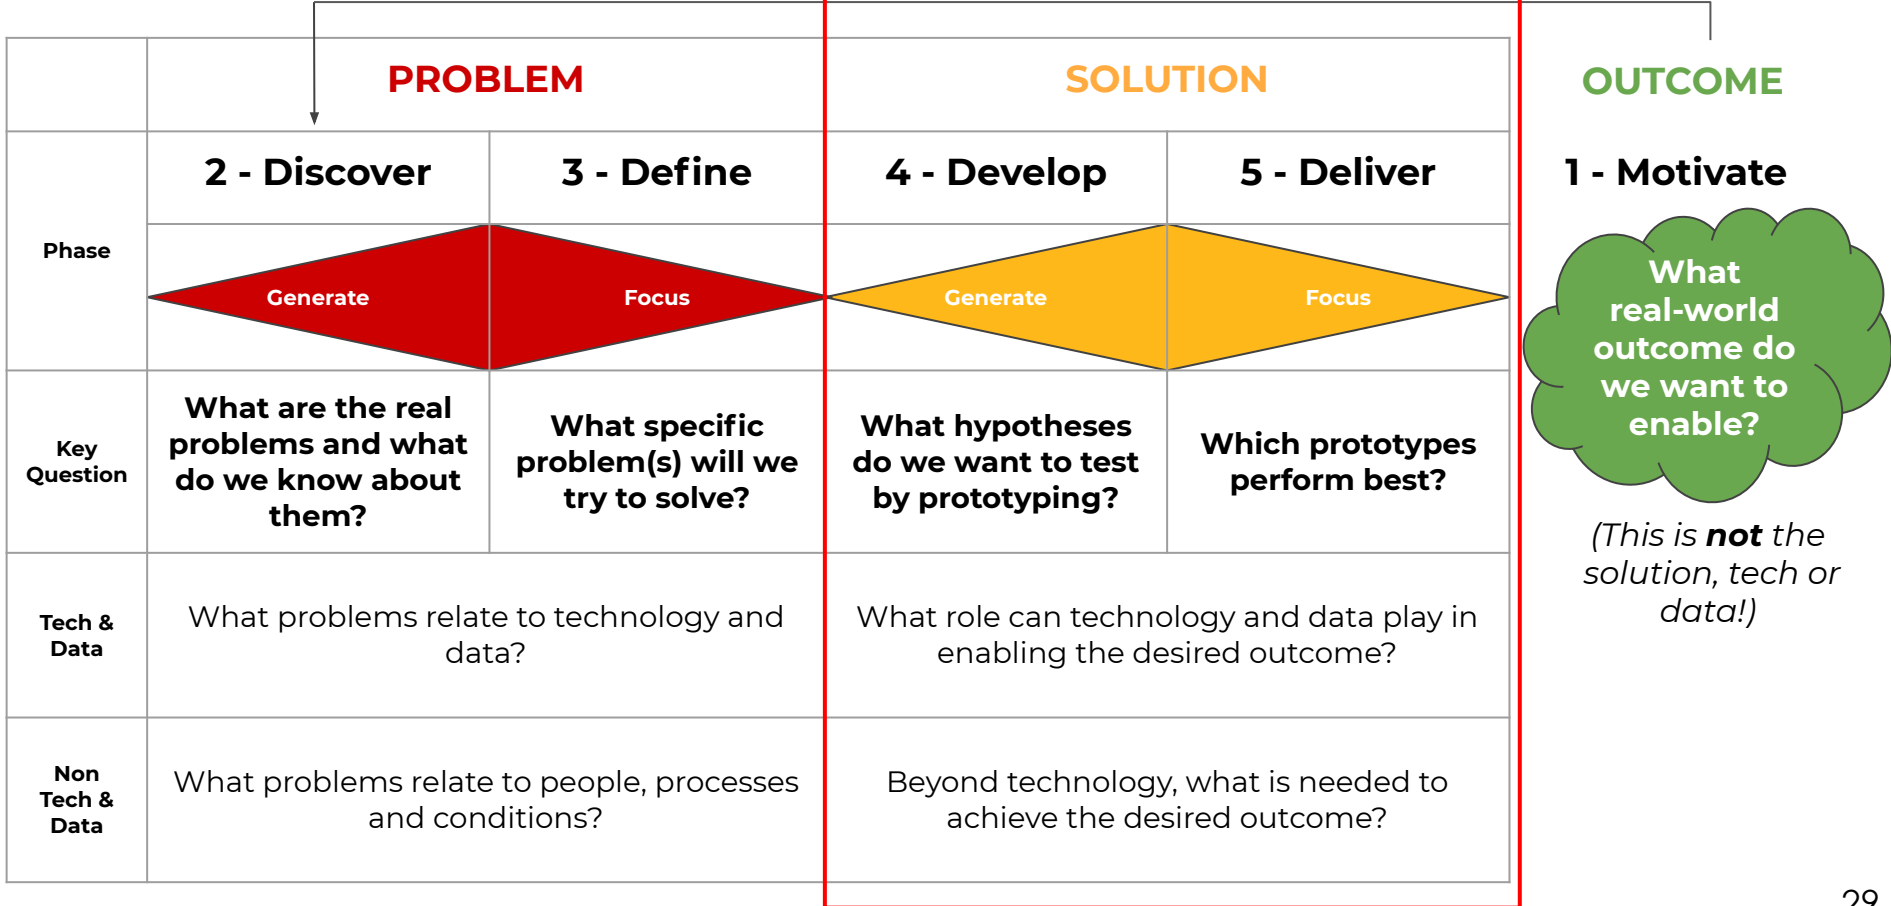 PROBLEM
SOLUTION
OUTCOME
Phase
2 - Discover
3 - Define
4 - Develop
5 - Deliver
1 - Motivate
Generate
Focus
Generate
Focus
What
real-world
outcome do
we want to
enable?
Key
Question
What are the real
problems and what
do we know about
them?
What specific
problem(s) will we
try to solve?
What hypotheses
do we want to test
by prototyping?
Which prototypes
perform best?
(This is not the
solution, tech or
data!)
Tech &
Data
What problems relate to technology and
data?
What role can technology and data play in
enabling the desired outcome?
Non
Tech &
Data
What problems relate to people, processes
and conditions?
Beyond technology, what is needed to
achieve the desired outcome?
29